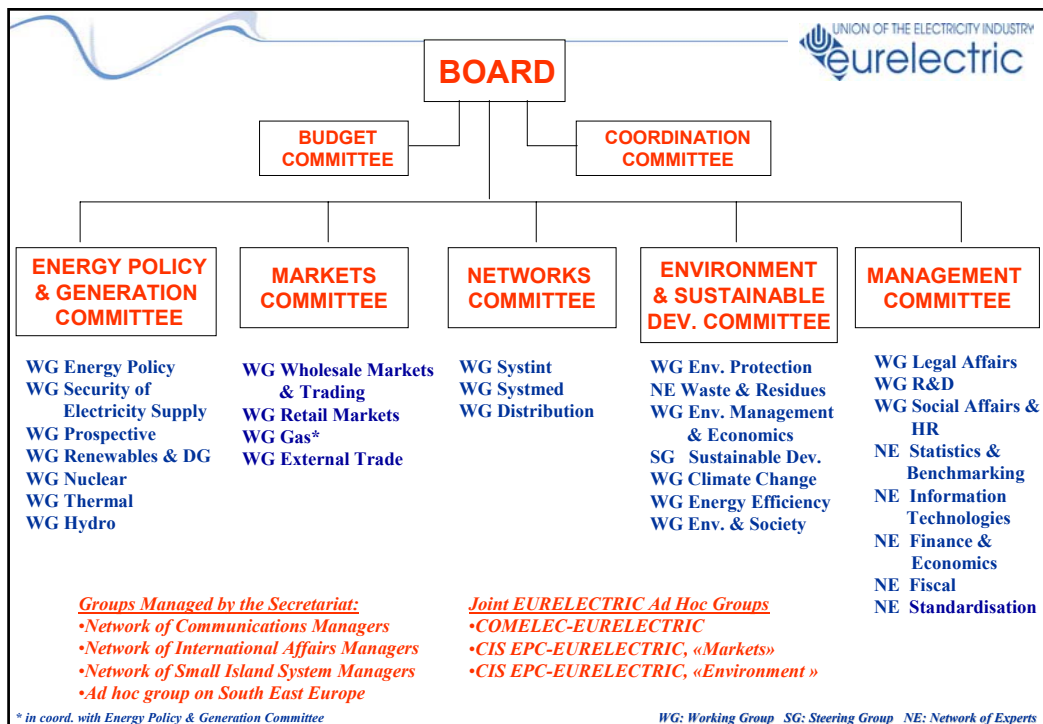 UNION OF THE ELECTRICITY INDUSTRY
eurelectric
BOARD
BUDGET
COMMITTEE
COORDINATION
COMMITTEE
ENERGY POLICY
& GENERATION
COMMITTEE
WG Energy Policy
WG Security of
Electricity Supply
WG Prospective
WG Renewables & DG
WG Nuclear
WG Thermal
WG Hydro
MARKETS
COMMITTEE
WG Wholesale Markets
& Trading
WG Retail Markets
WG Gas*
WG External Trade
NETWORKS
COMMITTEE
WG Systint
WG Systmed
WG Distribution
ENVIRONMENT
& SUSTAINABLE
DEV. COMMITTEE
WG Env. Protection
NE Waste & Residues
WG Env. Management
& Economics
SG Sustainable Dev.
WG Climate Change
WG Energy Efficiency
WG Env. & Society
MANAGEMENT
COMMITTEE
WG Legal Affairs
WG R&D
WG Social Affairs &
HR
NE Statistics &
Benchmarking
NE Information
Technologies
NE Finance &
Economics
NE Fiscal
NE Standardisation
Groups Managed by the Secretariat:
•Network of Communications Managers
•Network of International Affairs Managers
•Network of Small Island System Managers
•Ad hoc group on South East Europe
Joint EURELECTRIC Ad Hoc Groups
•COMELEC-EURELECTRIC
•CIS EPC-EURELECTRIC, «Markets»
•CIS EPC-EURELECTRIC, «Environment »
* in coord. with Energy Policy & Generation Committee
WG: Working Group SG: Steering Group NE: Network of Experts